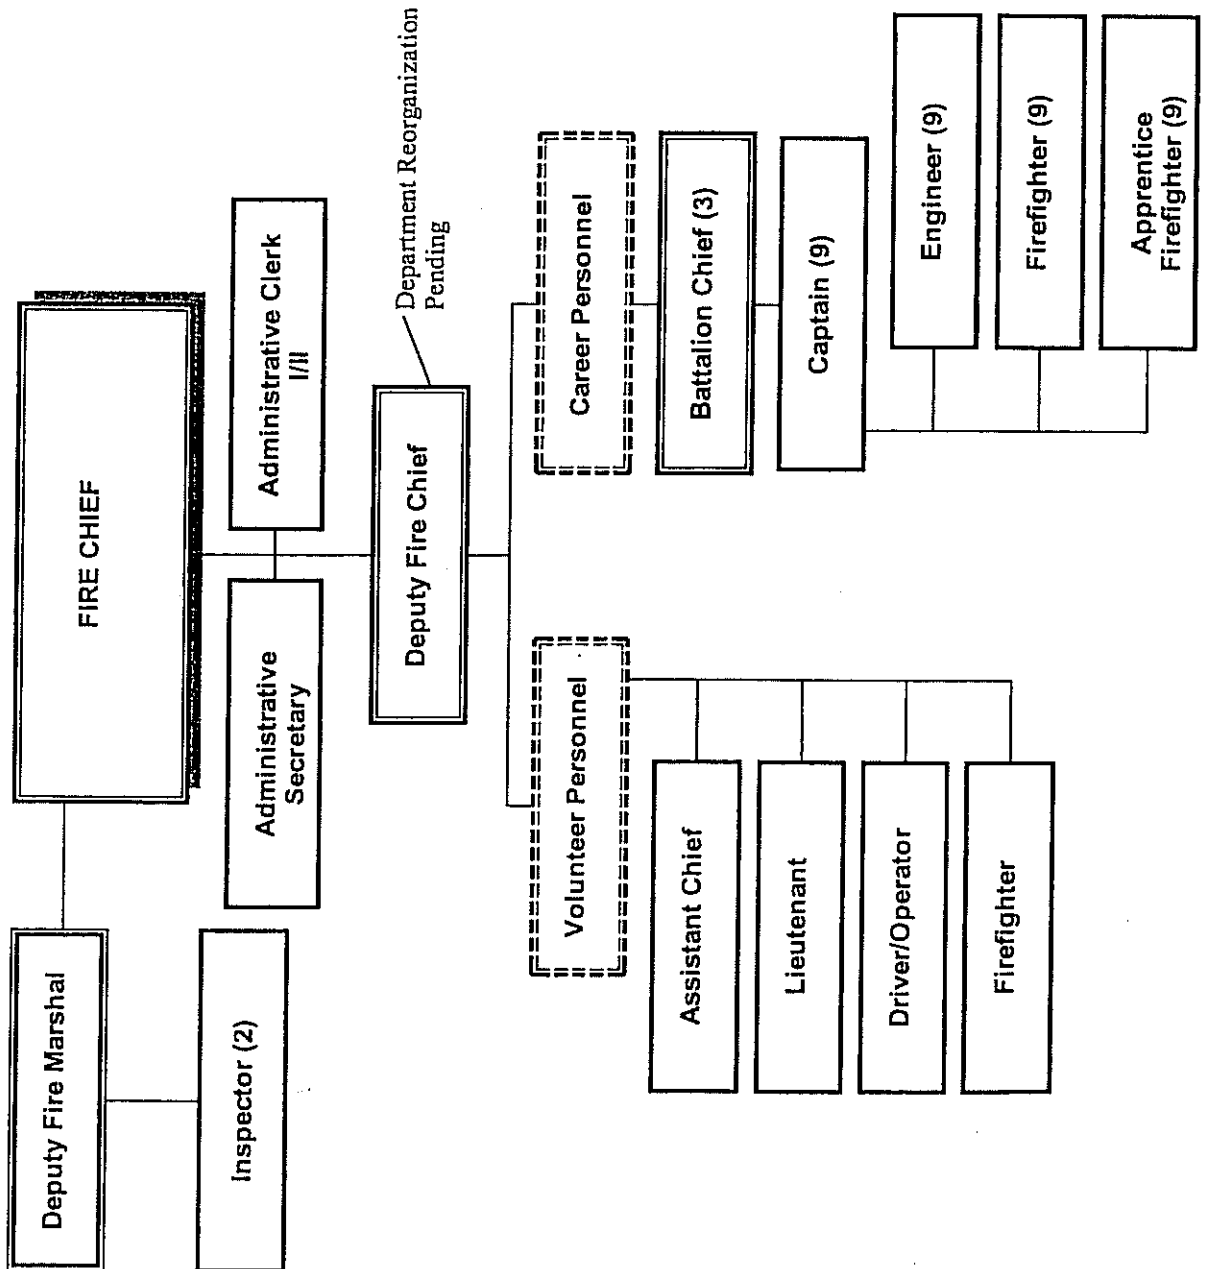 FIRE CHIEF
Deputy Fire Marshal
Inspector (2)
Administrative
Secretary
Administrative Clerk
I/II
Deputy Fire Chief
Department Reorganization
Pending
Volunteer Personnel
Assistant Chief
Lieutenant
Driver/Operator
Firefighter
Career Personnel
Battalion Chief (3)
Captain (9)
Engineer (9)
Firefighter (9)
Apprentice
Firefighter (9)